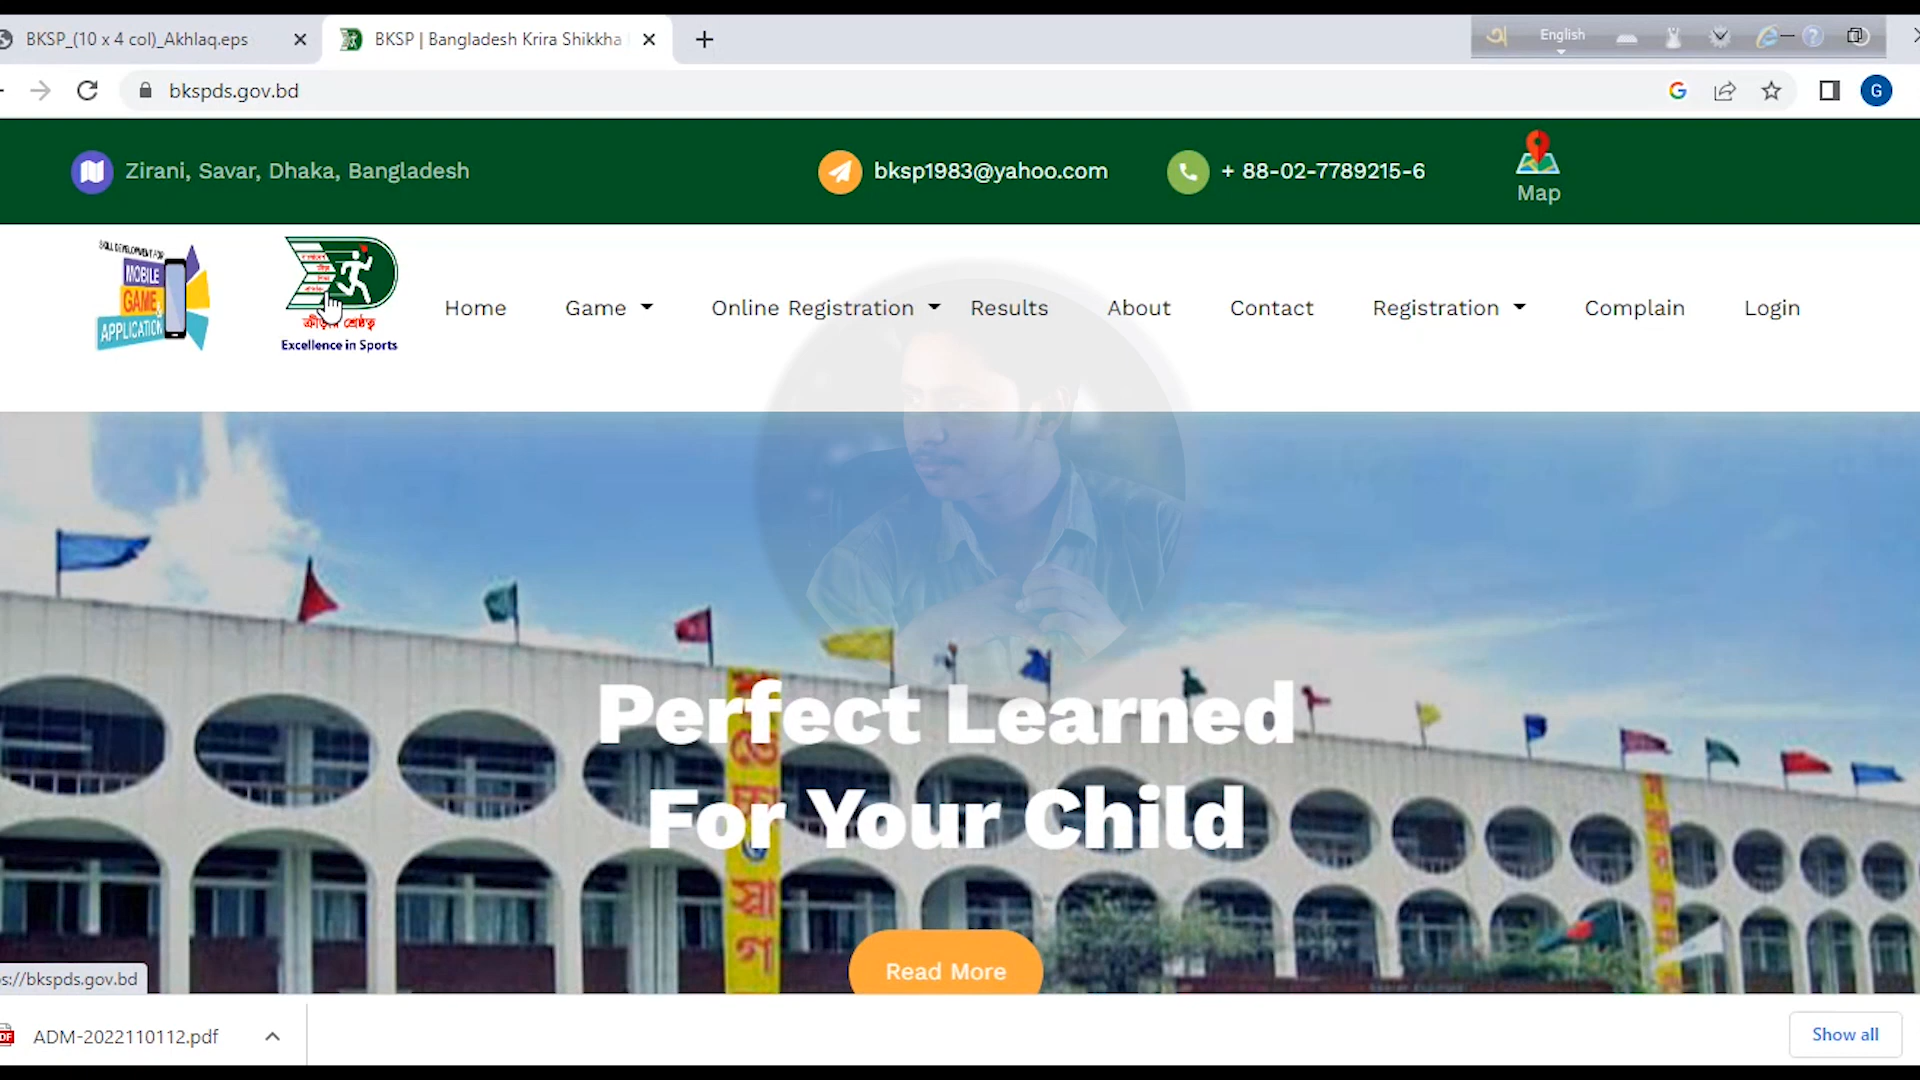 BKSP_(10 x 4 col)_Akhlaq.eps
BKSP | Bangladesh Krira Shikkha
English
bkspds.gov.bd
Zirani, Savar, Dhaka, Bangladesh
bksp1983@yahoo.com
+ 88-02-7789215-6
Map
SKILL DEVELOPMENT FOR
MOBILE
GAME &
APPLICATION
Excellence in Sports
Home
Game
Online Registration
Results
About
Contact
Registration
Complain
Login
Perfect Learned
For Your Child
Read More
s://bkspds.gov.bd
ADM-2022110112.pdf
Show all